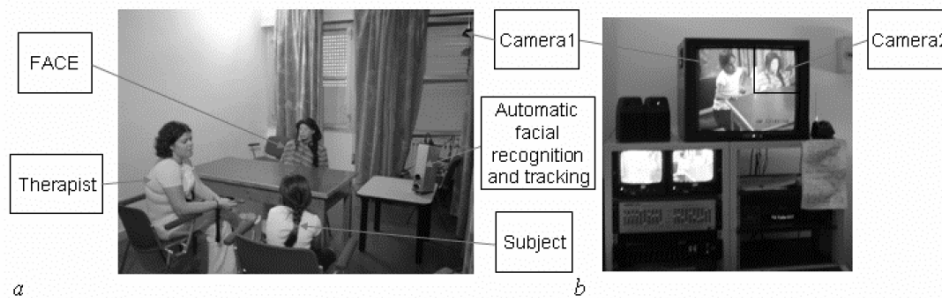 FACE
Therapist
Camera1
Automatic
facial
recognition
and tracking
Subject
Camera2
a
b